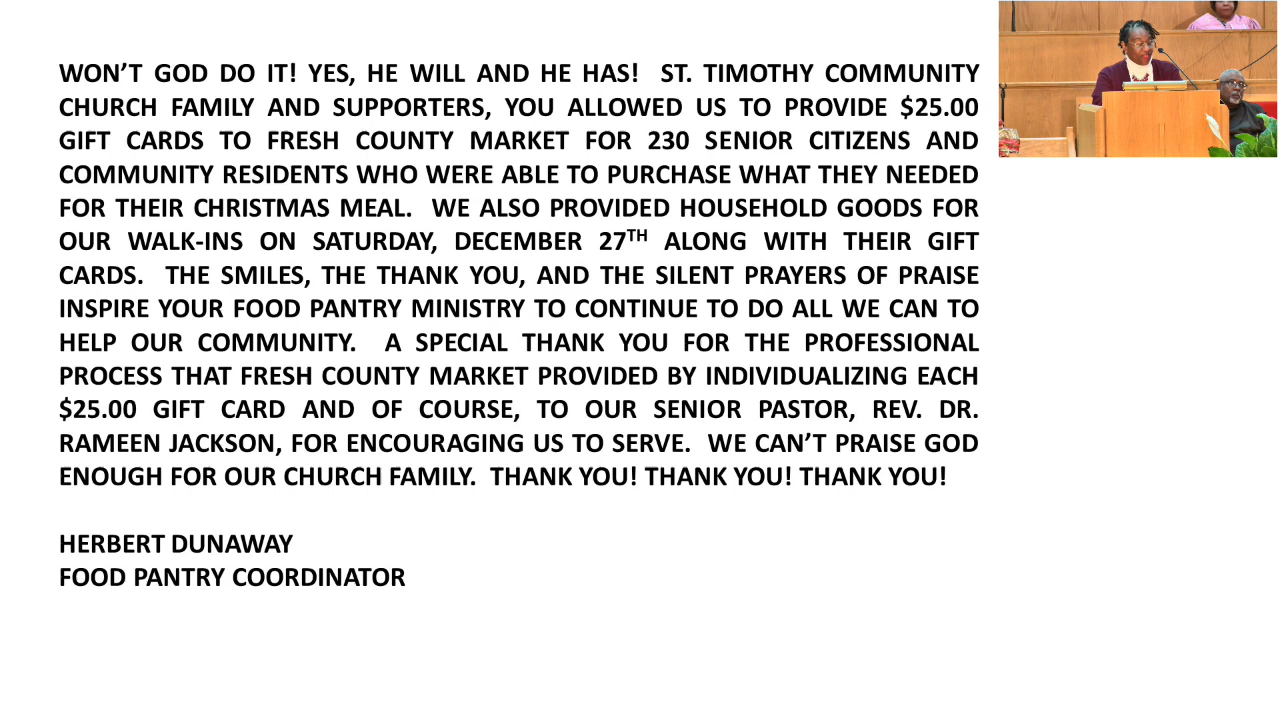 WON’T GOD DO IT! YES, HE WILL AND HE HAS!  ST. TIMOTHY COMMUNITY
CHURCH FAMILY AND SUPPORTERS, YOU ALLOWED US TO PROVIDE $25.00
GIFT CARDS TO FRESH COUNTY MARKET FOR 230 SENIOR CITIZENS AND
COMMUNITY RESIDENTS WHO WERE ABLE TO PURCHASE WHAT THEY NEEDED
FOR THEIR CHRISTMAS MEAL.  WE ALSO PROVIDED HOUSEHOLD GOODS FOR
OUR WALK-INS ON SATURDAY, DECEMBER 27TH ALONG WITH THEIR GIFT
CARDS.  THE SMILES, THE THANK YOU, AND THE SILENT PRAYERS OF PRAISE
INSPIRE YOUR FOOD PANTRY MINISTRY TO CONTINUE TO DO ALL WE CAN TO
HELP OUR COMMUNITY.  A SPECIAL THANK YOU FOR THE PROFESSIONAL
PROCESS THAT FRESH COUNTY MARKET PROVIDED BY INDIVIDUALIZING EACH
$25.00 GIFT CARD AND OF COURSE, TO OUR SENIOR PASTOR, REV. DR.
RAMEEN JACKSON, FOR ENCOURAGING US TO SERVE.  WE CAN’T PRAISE GOD
ENOUGH FOR OUR CHURCH FAMILY.  THANK YOU! THANK YOU! THANK YOU!
HERBERT DUNAWAY
FOOD PANTRY COORDINATOR